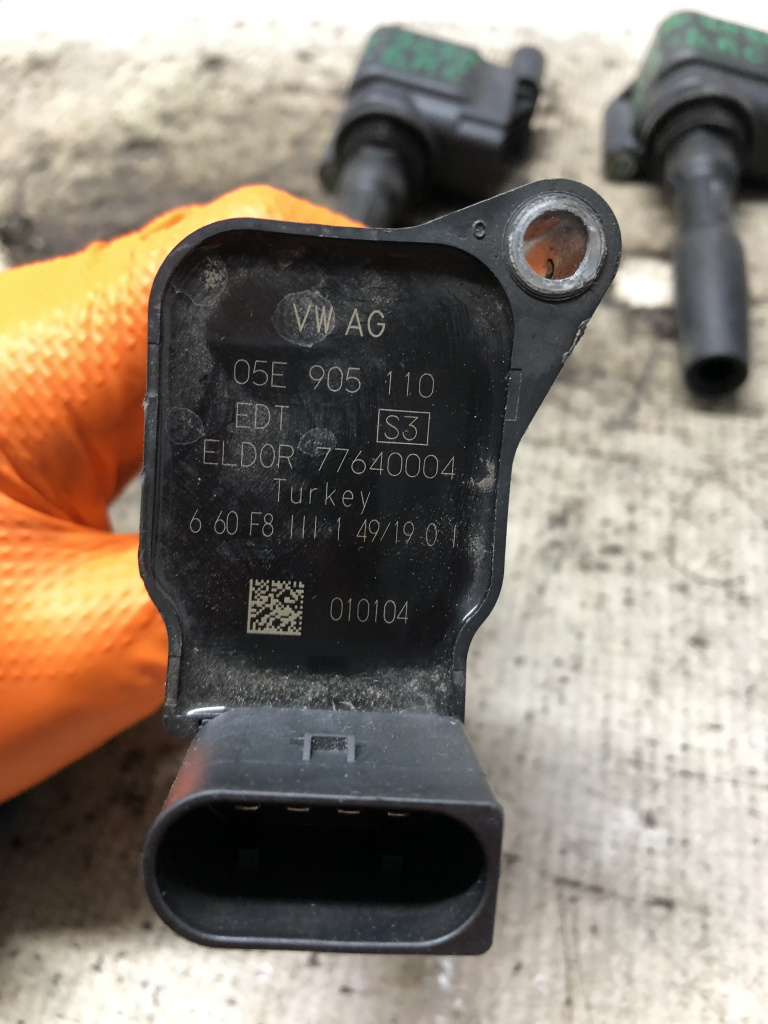 VW AG
05E 905 110
EDT S3
ELDOR 77640004
Turkey
6 60 F8 III 1 49/19 0 1
010104